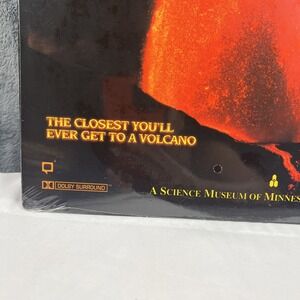 THE CLOSEST YOU'LL
EVER GET TO A VOLCANO
DOLBY SURROUND
A SCIENCE MUSEUM OF MINNES